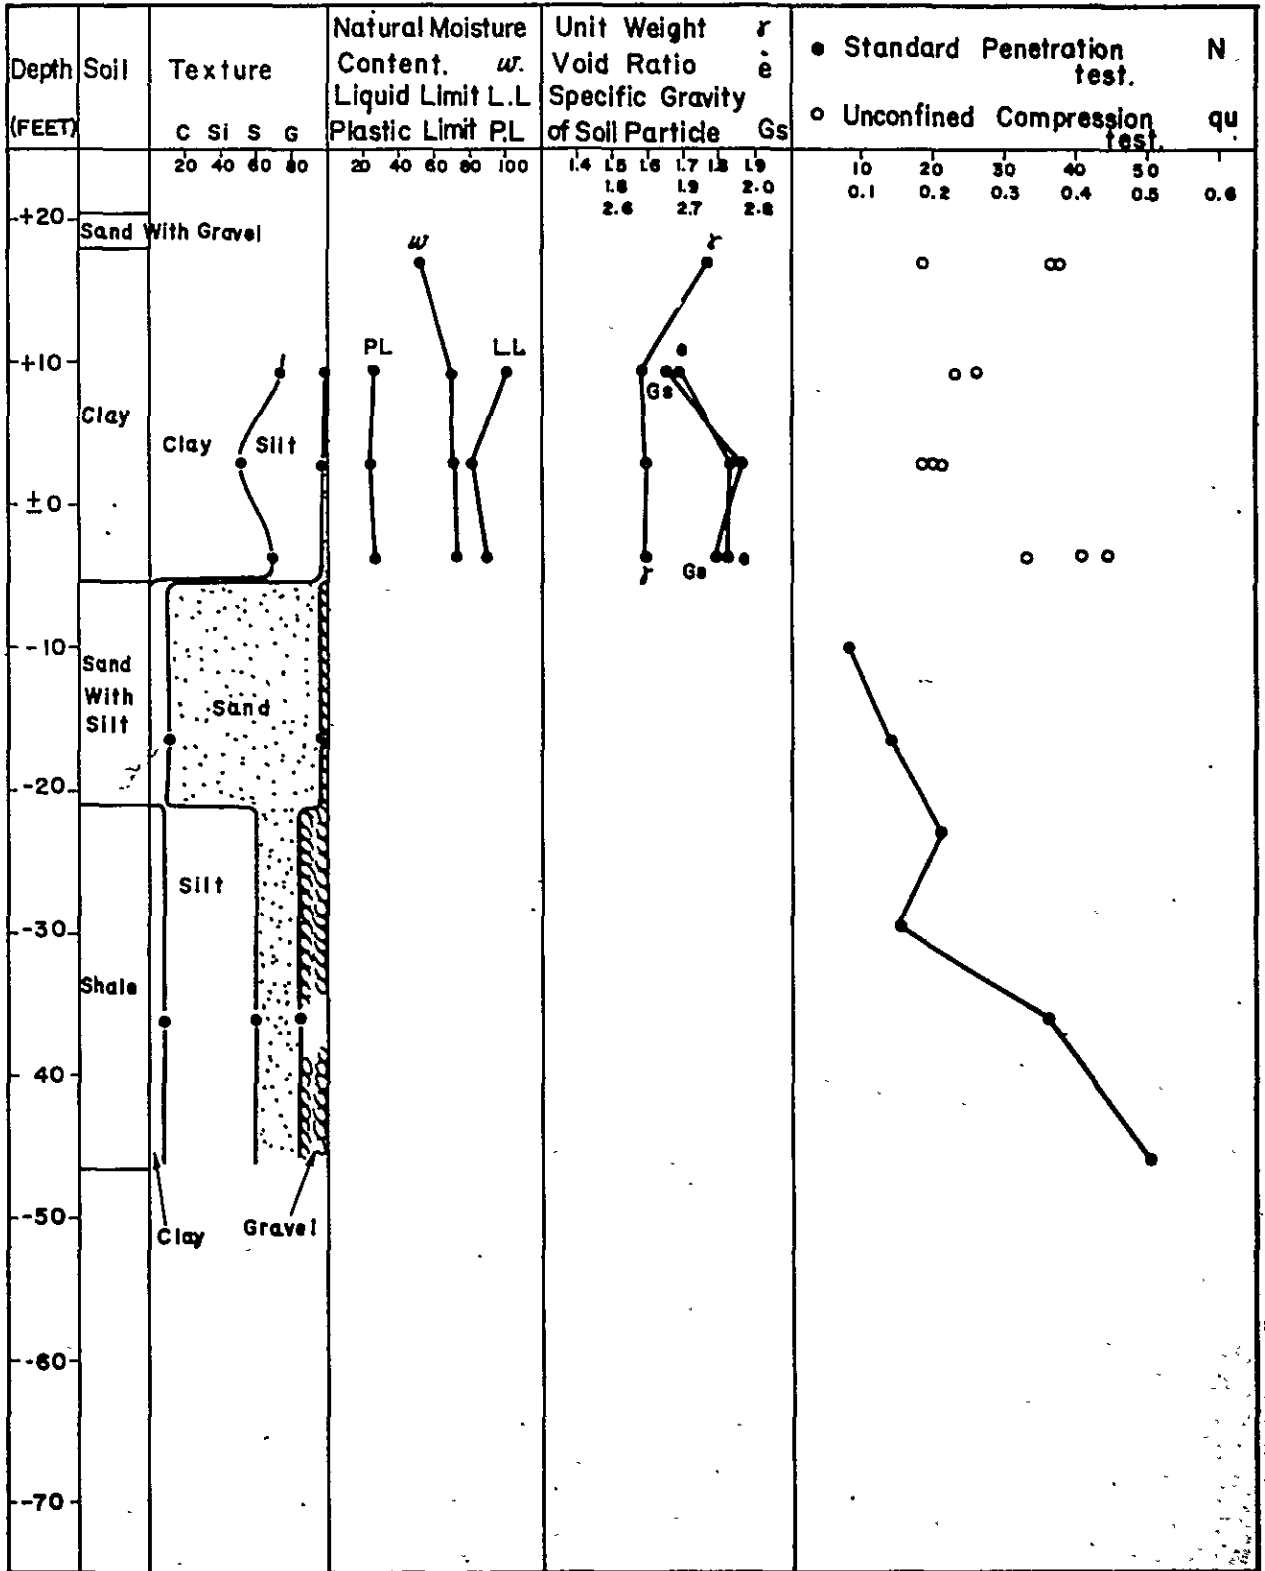 Depth
(FEET)
Soil
Texture
C Si S G
20 40 60 80
Natural Moisture
Content. w.
Liquid Limit L.L
Plastic Limit P.L
20 40 60 80 100
Unit Weight γ
Void Ratio e
Specific Gravity
of Soil Particle Gs
1.4 1.5 1.6 1.7 1.8 1.9
1.8 1.9 2.0
2.6 2.7 2.8
● Standard Penetration N
test.
○ Unconfined Compression qu
test.
10 20 30 40 50
0.1 0.2 0.3 0.4 0.5 0.6
+20
Sand With Gravel
w
γ
+10
PL
L.L
e
Gs
Clay
Clay
Silt
±0
γ
Gs
e
-10
Sand
With
Silt
Sand
-20
Silt
-30
Shale
-40
-50
Clay
Gravel
-60
-70